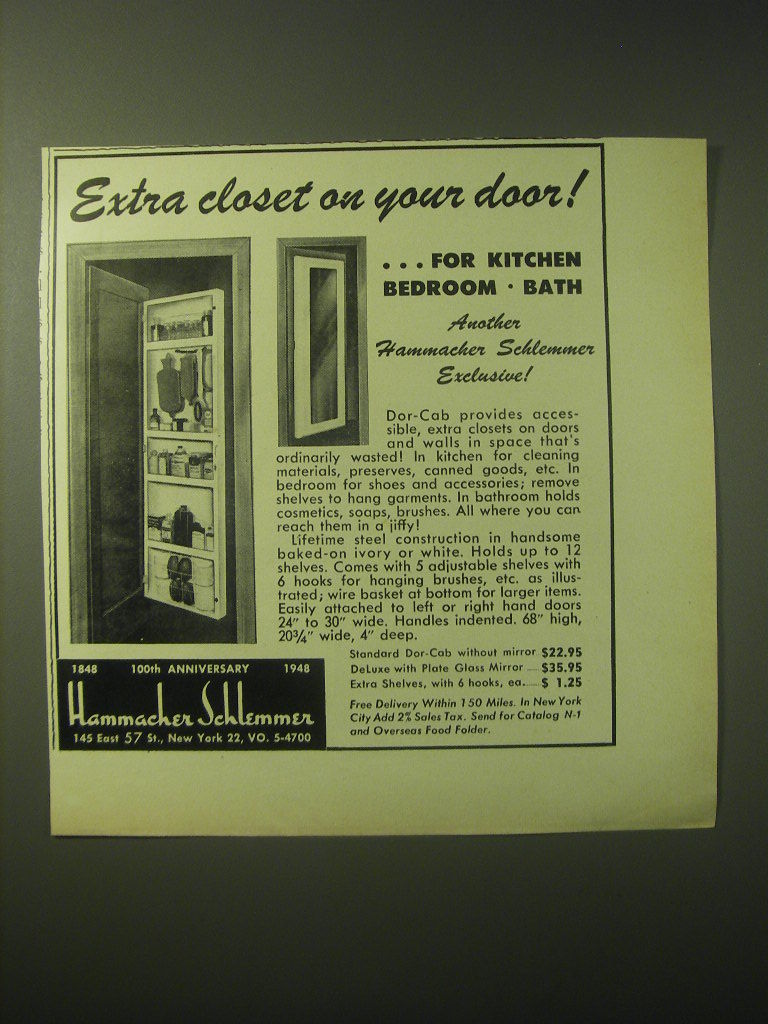 Extra closet on your door!
. . . FOR KITCHEN
BEDROOM · BATH
Another
Hammacher Schlemmer
Exclusive!
Dor-Cab provides acces-
sible, extra closets on doors
and walls in space that's
ordinarily wasted! In kitchen for cleaning
materials, preserves, canned goods, etc. In
bedroom for shoes and accessories; remove
shelves to hang garments. In bathroom holds
cosmetics, soaps, brushes. All where you can
reach them in a jiffy!
Lifetime steel construction in handsome
baked-on ivory or white. Holds up to 12
shelves. Comes with 5 adjustable shelves with
6 hooks for hanging brushes, etc. as illus-
trated; wire basket at bottom for larger items.
Easily attached to left or right hand doors
24" to 30" wide. Handles indented. 68" high,
20¾" wide, 4" deep.
Standard Dor-Cab without mirror $22.95
DeLuxe with Plate Glass Mirror ...... $35.95
Extra Shelves, with 6 hooks, ea...... $ 1.25
Free Delivery Within 150 Miles. In New York
City Add 2% Sales Tax. Send for Catalog N-1
and Overseas Food Folder.
1848 100th ANNIVERSARY 1948
Hammacher Schlemmer
145 East 57 St., New York 22, VO. 5-4700